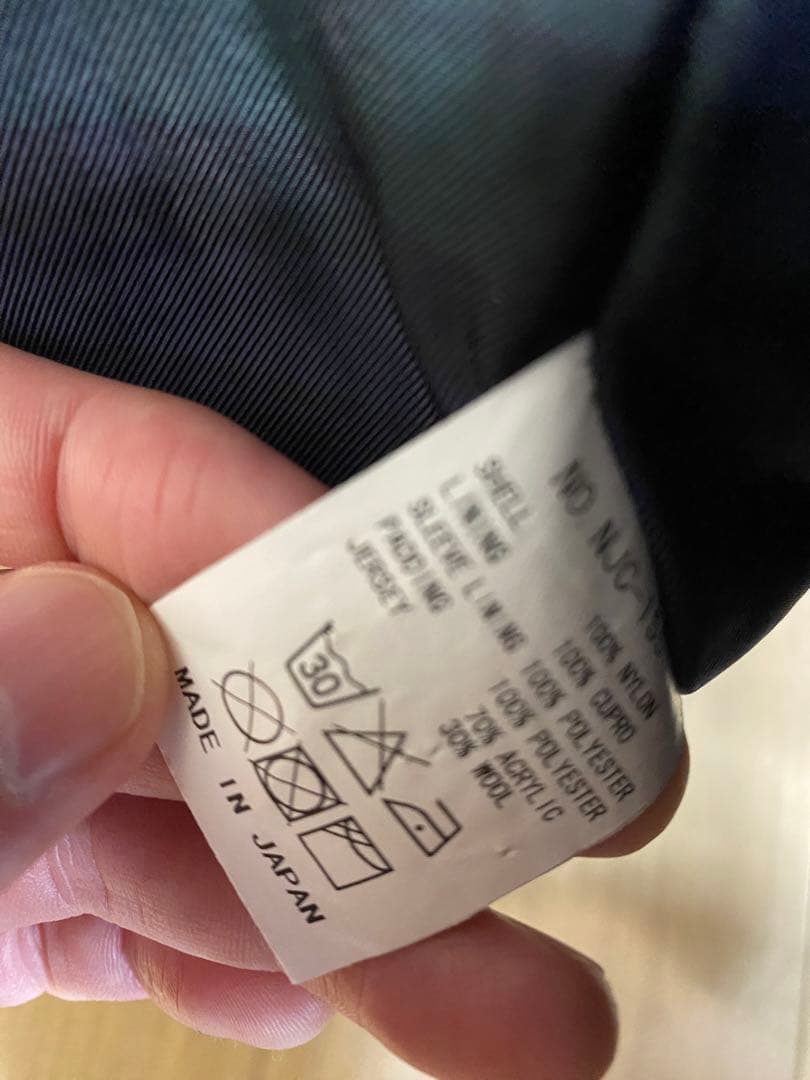 NO. NJC-
SHELL 100% NYLON
LINING 100% CUPRO
SLEEVE LINING 100% POLYESTER
PADDING 100% POLYESTER
JERSEY 70% ACRYLIC
30% WOOL
30
MADE IN JAPAN